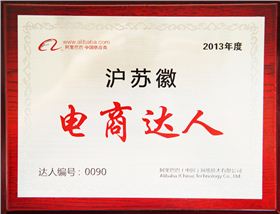 www.alibaba.com
阿里巴巴·中国供应商
2013年度
沪苏徽
电商达人
达人编号：0090
阿里巴巴（中国）网络技术有限公司
Alibaba (China) Technology Co., Ltd.